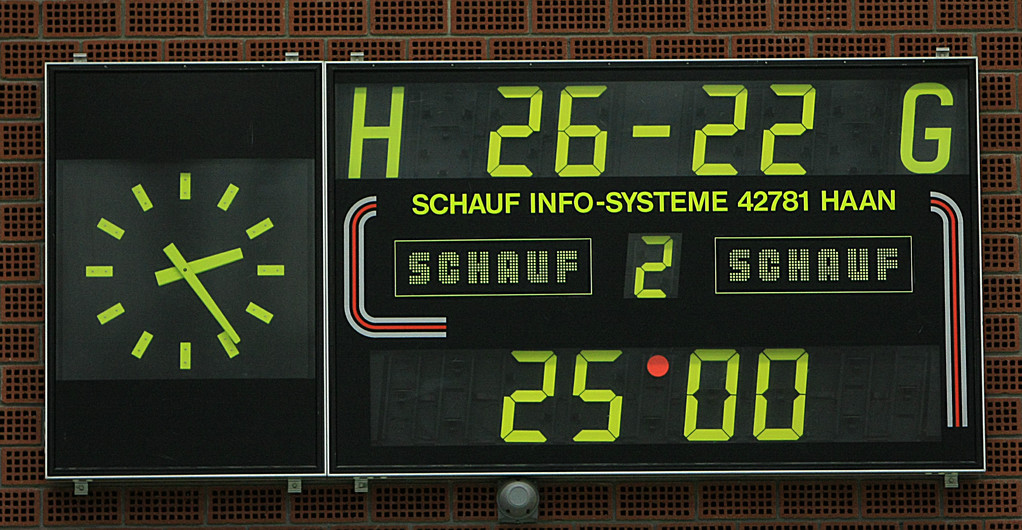 H 26-22 G
SCHAUF INFO-SYSTEME 42781 HAAN
SCHAUF 2 SCHAUF
25 00